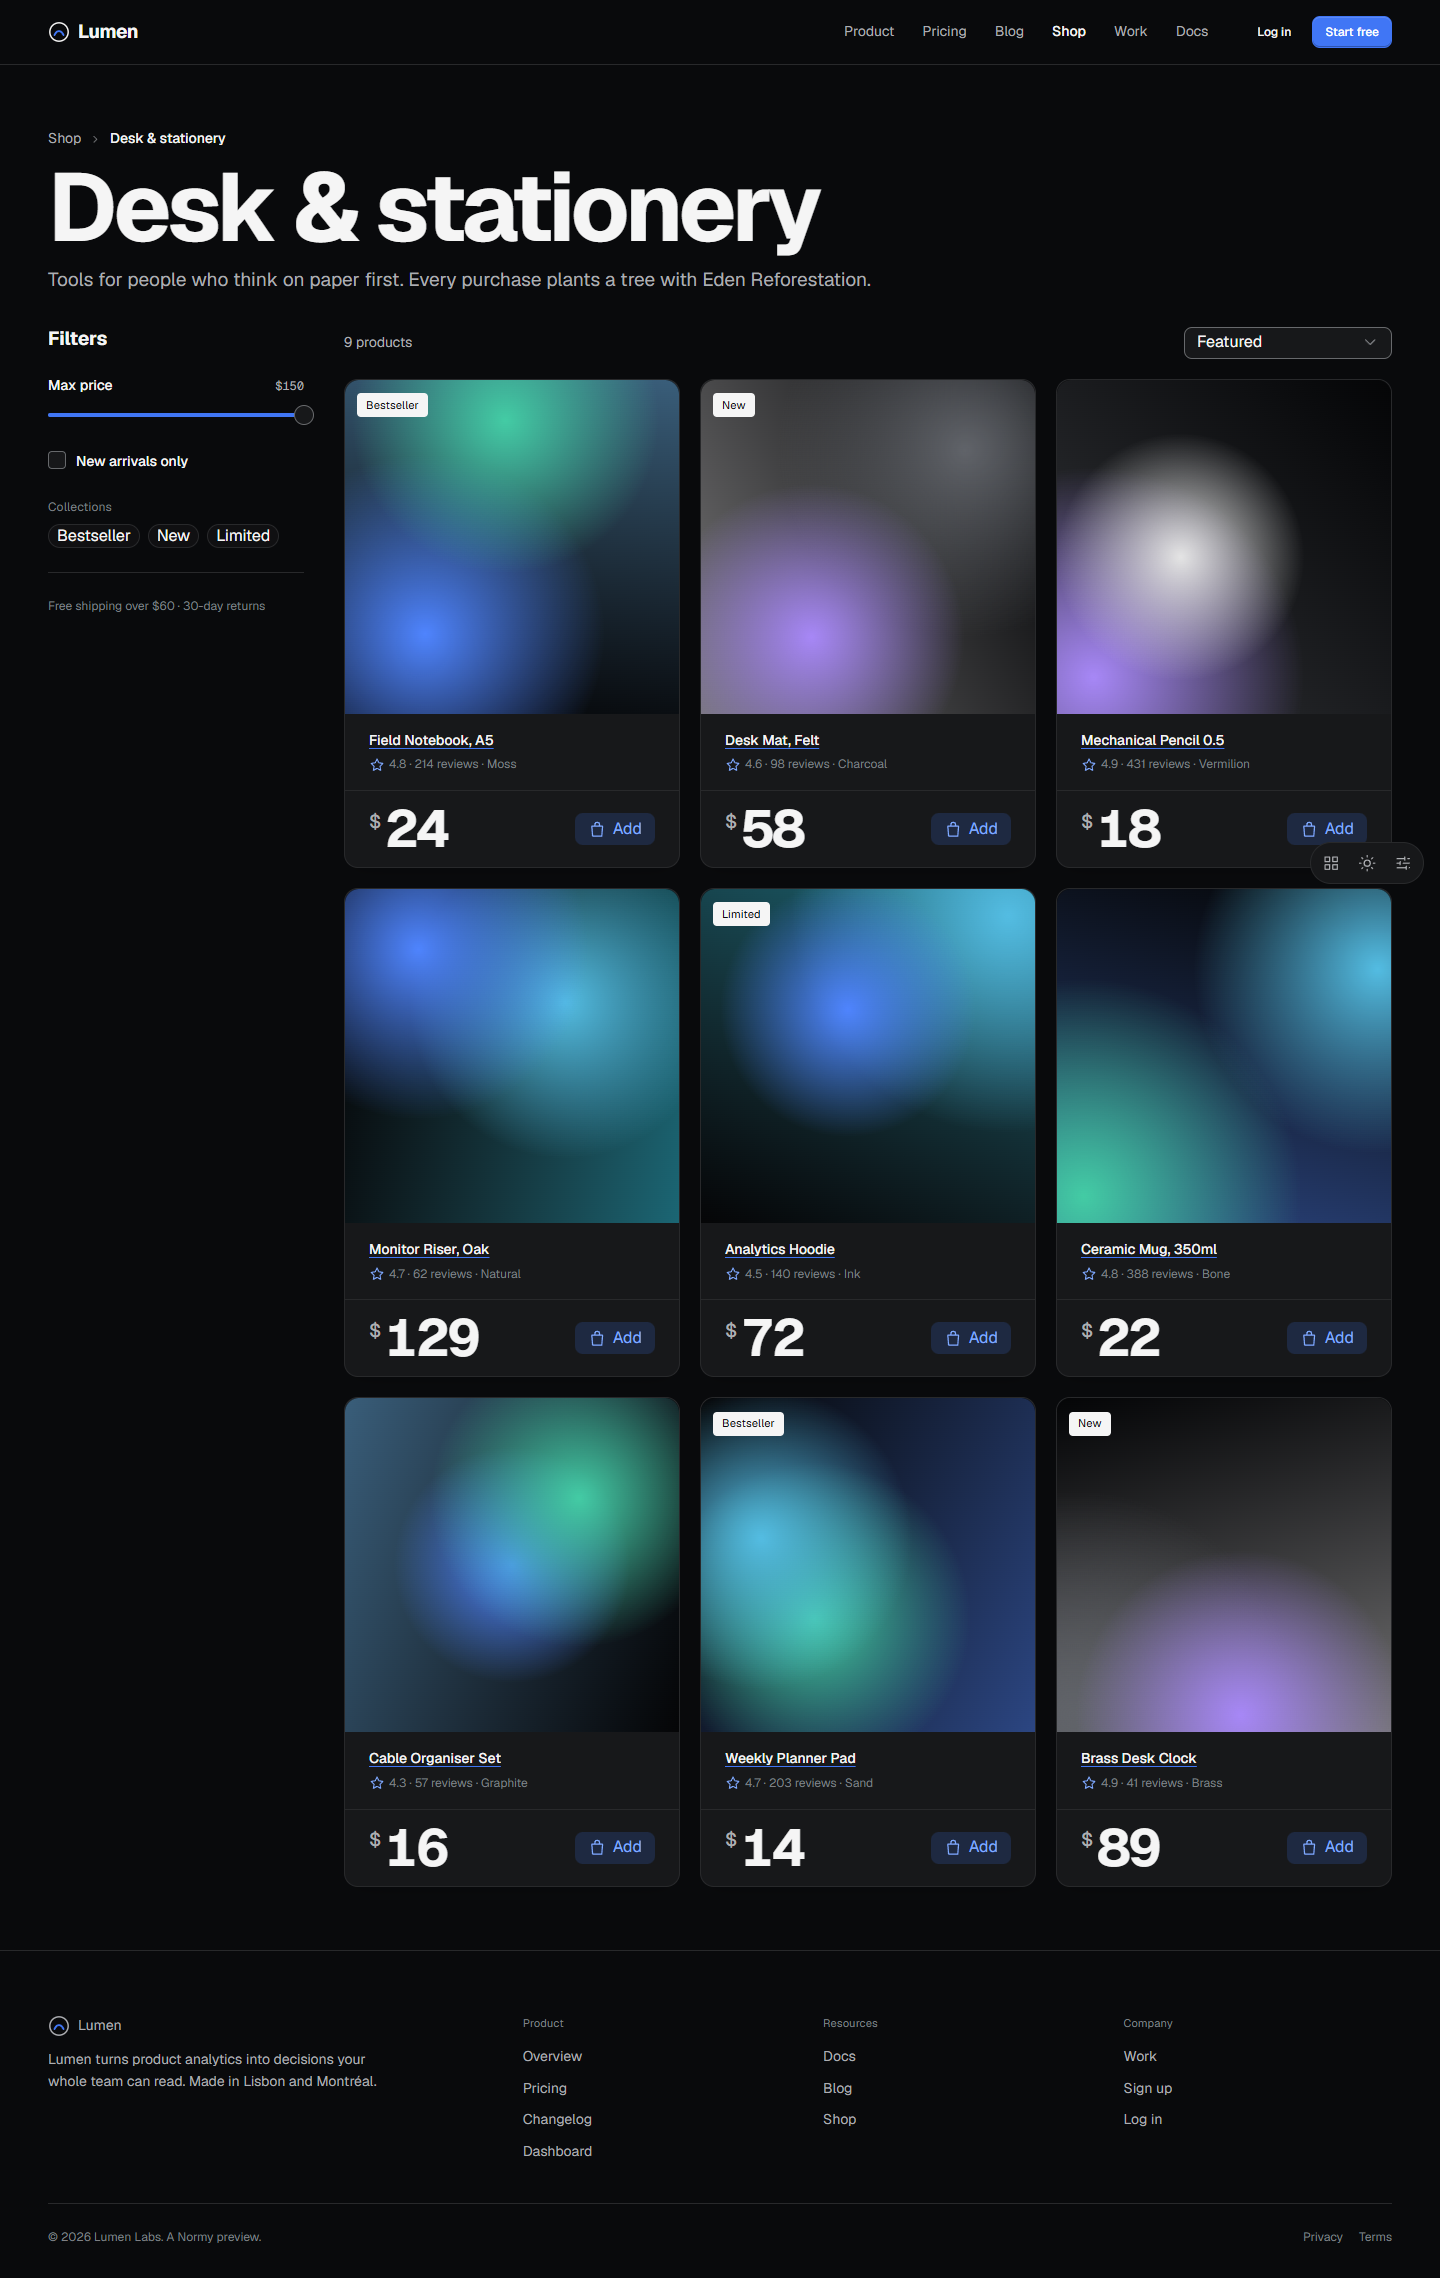 Lumen
Product Pricing Blog Shop Work Docs Log in Start free
Shop › Desk & stationery
Desk & stationery
Tools for people who think on paper first. Every purchase plants a tree with Eden Reforestation.
Filters
Max price $150
New arrivals only
Collections
Bestseller New Limited
Free shipping over $60 · 30-day returns
9 products
Featured
Bestseller
Field Notebook, A5
4.8 · 214 reviews · Moss
$ 24 Add
New
Desk Mat, Felt
4.6 · 98 reviews · Charcoal
$ 58 Add
Mechanical Pencil 0.5
4.9 · 431 reviews · Vermilion
$ 18 Add
Monitor Riser, Oak
4.7 · 62 reviews · Natural
$ 129 Add
Limited
Analytics Hoodie
4.5 · 140 reviews · Ink
$ 72 Add
Ceramic Mug, 350ml
4.8 · 388 reviews · Bone
$ 22 Add
Cable Organiser Set
4.3 · 57 reviews · Graphite
$ 16 Add
Bestseller
Weekly Planner Pad
4.7 · 203 reviews · Sand
$ 14 Add
New
Brass Desk Clock
4.9 · 41 reviews · Brass
$ 89 Add
Lumen
Lumen turns product analytics into decisions your
whole team can read. Made in Lisbon and Montréal.
Product
Overview
Pricing
Changelog
Dashboard
Resources
Docs
Blog
Shop
Company
Work
Sign up
Log in
© 2026 Lumen Labs. A Normy preview.
Privacy Terms